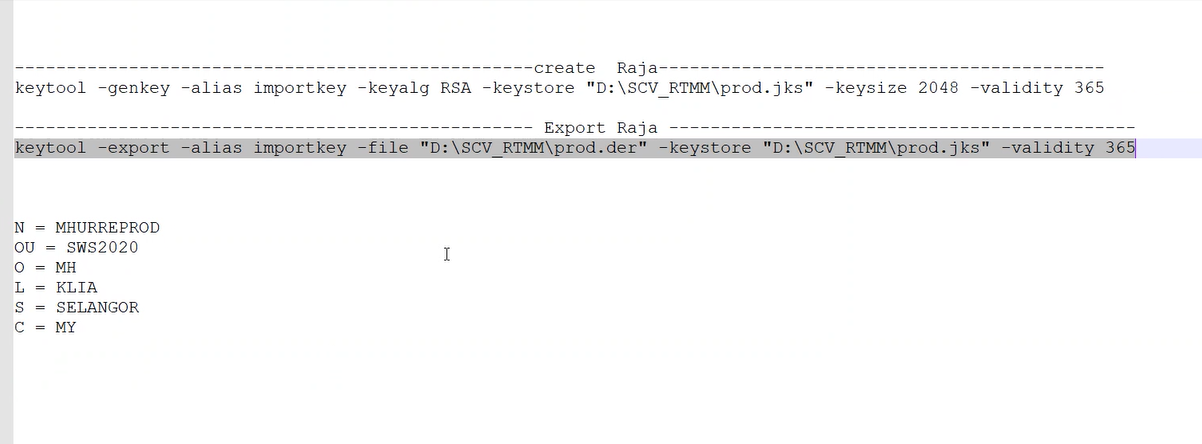 --------------------------------------------------create  Raja-------------------------------------------
keytool -genkey -alias importkey -keyalg RSA -keystore "D:\SCV_RTMM\prod.jks" -keysize 2048 -validity 365
-------------------------------------------------- Export Raja ---------------------------------------------
keytool -export -alias importkey -file "D:\SCV_RTMM\prod.der" -keystore "D:\SCV_RTMM\prod.jks" -validity 365
N = MHURREPROD
OU = SWS2020
O = MH
L = KLIA
S = SELANGOR
C = MY